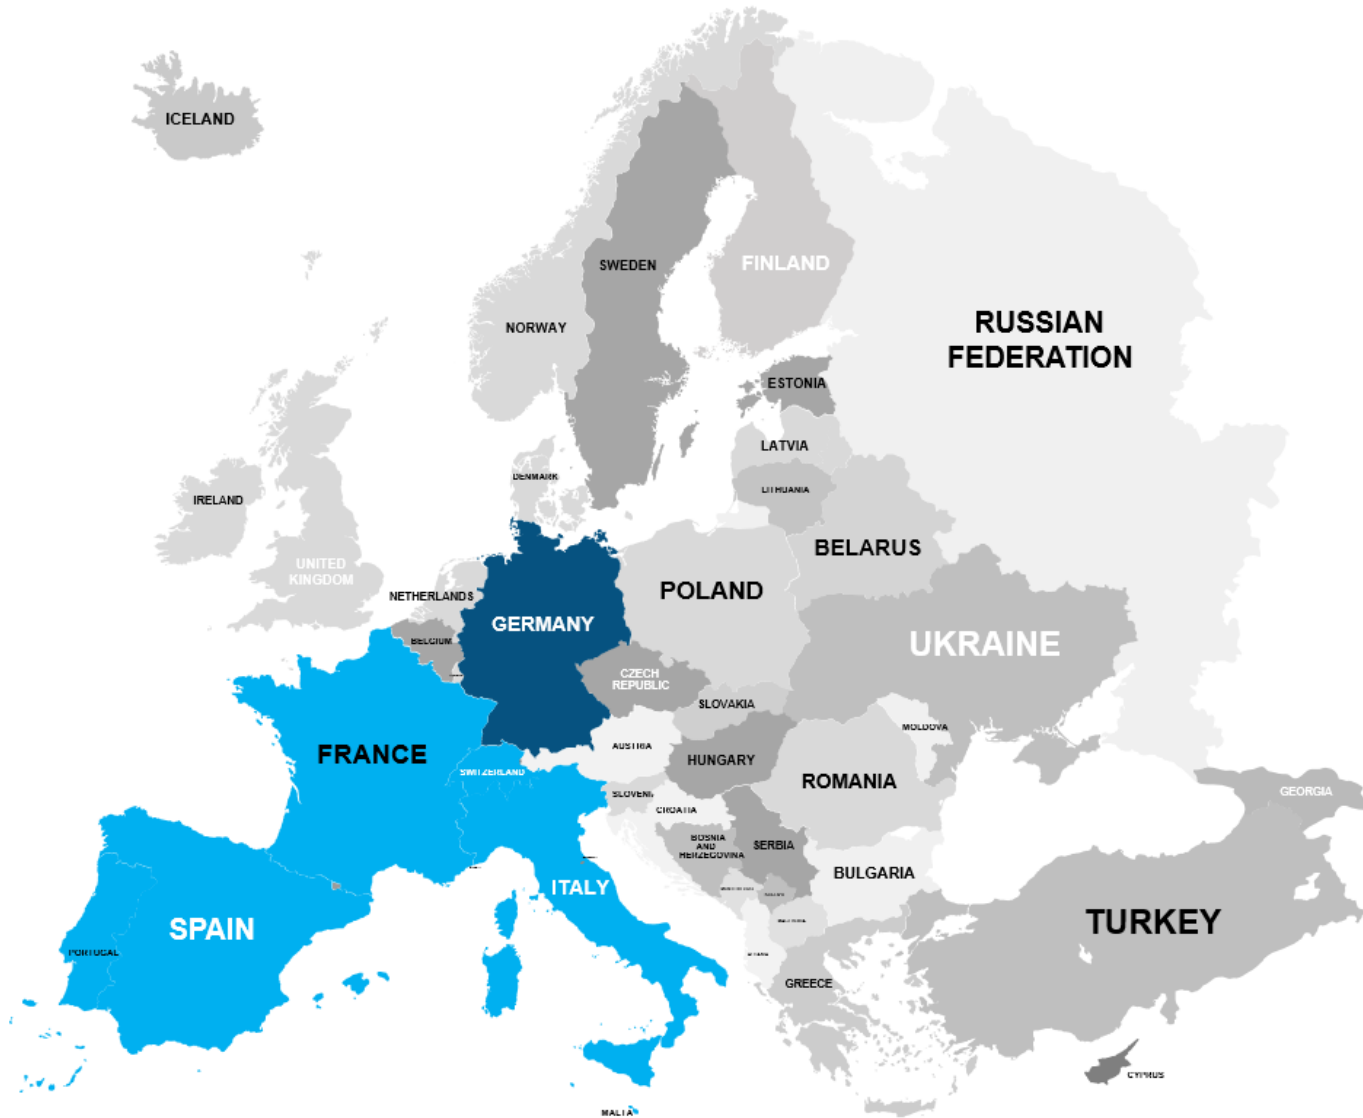 ICELAND
SWEDEN
FINLAND
NORWAY
RUSSIAN
FEDERATION
ESTONIA
LATVIA
DENMARK
LITHUANIA
IRELAND
BELARUS
UNITED
KINGDOM
POLAND
NETHERLANDS
GERMANY
BELGIUM
UKRAINE
CZECH
REPUBLIC
SLOVAKIA
MOLDOVA
AUSTRIA
FRANCE
HUNGARY
SWITZERLAND
ROMANIA
GEORGIA
SLOVENI
CROATIA
BOSNIA
AND
HERZEGOVINA
SERBIA
BULGARIA
ITALY
TURKEY
SPAIN
PORTUGAL
GREECE
CYPRUS
MALTA